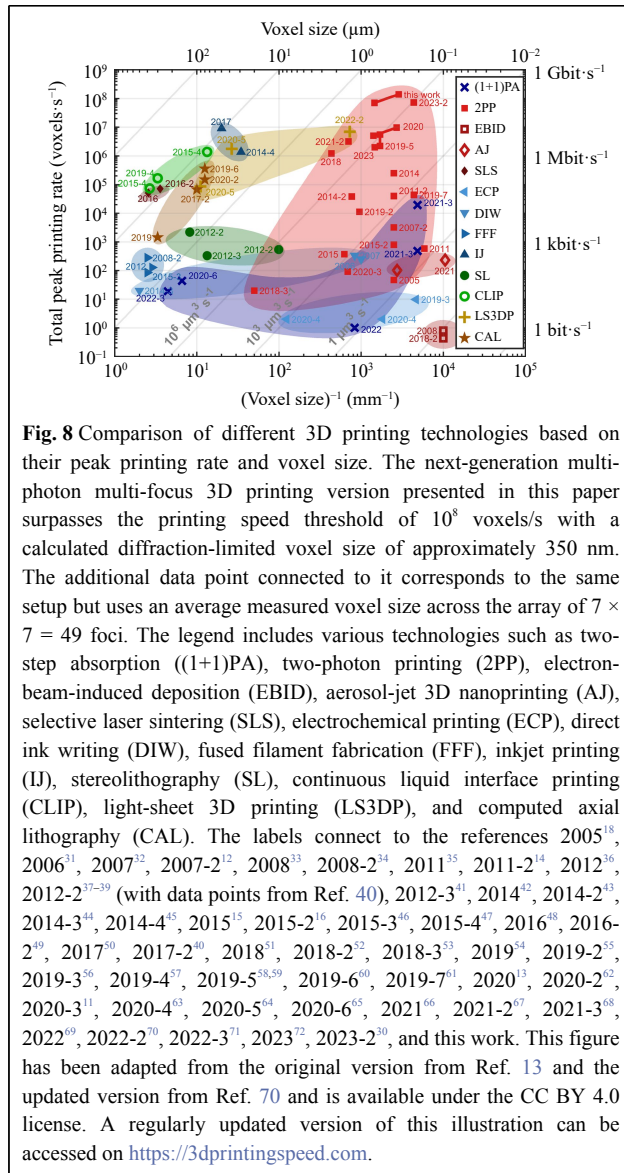 Voxel size (µm)
10² 10¹ 10⁰ 10⁻¹ 10⁻²
Total peak printing rate (voxels·s⁻¹)
10⁹
10⁸
10⁷
10⁶
10⁵
10⁴
10³
10²
10¹
10⁰
10⁻¹
1 Gbit·s⁻¹
1 Mbit·s⁻¹
1 kbit·s⁻¹
1 bit·s⁻¹
this work
2023-2
2017
2022-2
2020
2020-5
2015-4
2014-4
2021-2
2019-5
2018
2023
2019-4
2019-6
2014
2015-4
2016-2
2020-2
2016
2017-2
2020-5
2014-2
2011-2
2019-7
2021-3
2019-2
2019
2012-2
2007-2
2008-2
2012-3
2012-2
2015
2015-2
2021-3
2011
2012
2020-6
2020-3
2005
2021
2022-3
2018-3
2019-3
2020-4
2022
2020-4
2008
2018-2
10⁶ µm³ s⁻¹
10³ µm³ s⁻¹
1 µm³ s⁻¹
(1+1)PA
2PP
EBID
AJ
SLS
ECP
DIW
FFF
IJ
SL
CLIP
LS3DP
CAL
10⁰ 10¹ 10² 10³ 10⁴ 10⁵
(Voxel size)⁻¹ (mm⁻¹)
Fig. 8 Comparison of different 3D printing technologies based on
their peak printing rate and voxel size. The next-generation multi-
photon multi-focus 3D printing version presented in this paper
surpasses the printing speed threshold of 10⁸ voxels/s with a
calculated diffraction-limited voxel size of approximately 350 nm.
The additional data point connected to it corresponds to the same
setup but uses an average measured voxel size across the array of 7 ×
7 = 49 foci. The legend includes various technologies such as two-
step absorption ((1+1)PA), two-photon printing (2PP), electron-
beam-induced deposition (EBID), aerosol-jet 3D nanoprinting (AJ),
selective laser sintering (SLS), electrochemical printing (ECP), direct
ink writing (DIW), fused filament fabrication (FFF), inkjet printing
(IJ), stereolithography (SL), continuous liquid interface printing
(CLIP), light-sheet 3D printing (LS3DP), and computed axial
lithography (CAL). The labels connect to the references 2005¹⁸,
2006³¹, 2007³², 2007-2¹², 2008³³, 2008-2³⁴, 2011³⁵, 2011-2¹⁴, 2012³⁶,
2012-2³⁷⁻³⁹ (with data points from Ref. 40), 2012-3⁴¹, 2014⁴², 2014-2⁴³,
2014-3⁴⁴, 2014-4⁴⁵, 2015¹⁵, 2015-2¹⁶, 2015-3⁴⁶, 2015-4⁴⁷, 2016⁴⁸, 2016-
2⁴⁹, 2017⁵⁰, 2017-2⁴⁰, 2018⁵¹, 2018-2⁵², 2018-3⁵³, 2019⁵⁴, 2019-2⁵⁵,
2019-3⁵⁶, 2019-4⁵⁷, 2019-5⁵⁸,⁵⁹, 2019-6⁶⁰, 2019-7⁶¹, 2020¹³, 2020-2⁶²,
2020-3¹¹, 2020-4⁶³, 2020-5⁶⁴, 2020-6⁶⁵, 2021⁶⁶, 2021-2⁶⁷, 2021-3⁶⁸,
2022⁶⁹, 2022-2⁷⁰, 2022-3⁷¹, 2023⁷², 2023-2³⁰, and this work. This figure
has been adapted from the original version from Ref. 13 and the
updated version from Ref. 70 and is available under the CC BY 4.0
license. A regularly updated version of this illustration can be
accessed on https://3dprintingspeed.com.